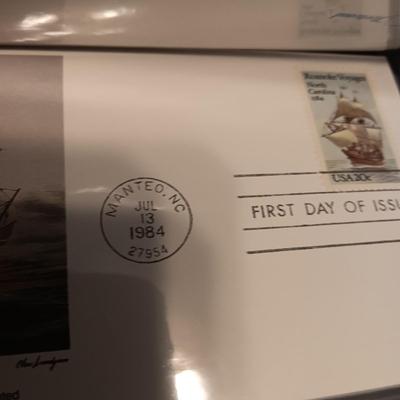 Roanoke Voyages
North
Carolina
1584
USA 20c
MANTEO, NC
JUL
13
1984
27954
FIRST DAY OF ISSU